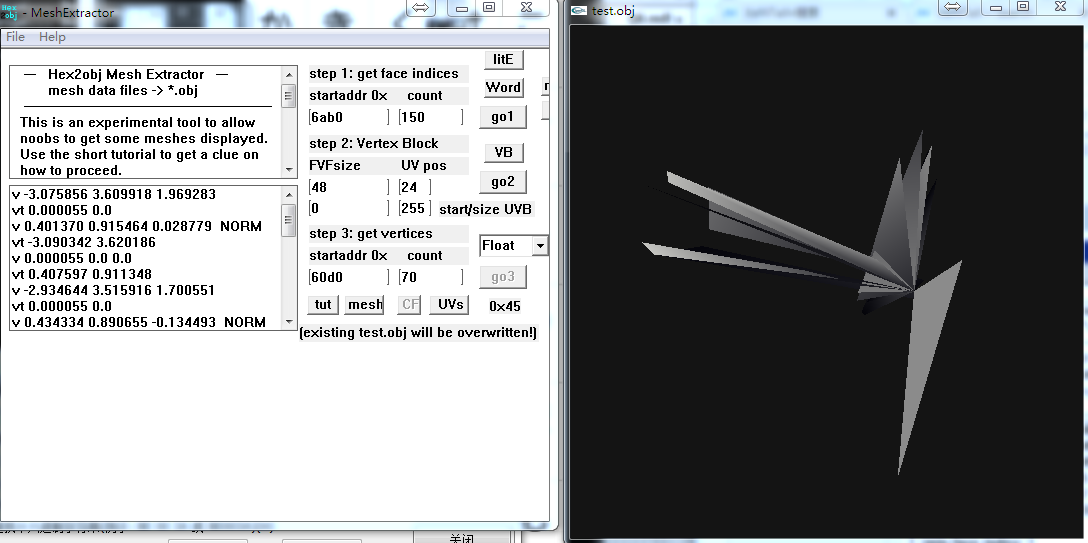 Hex
obj
- MeshExtractor
File Help
— Hex2obj Mesh Extractor —
mesh data files -> *.obj
This is an experimental tool to allow
noobs to get some meshes displayed.
Use the short tutorial to get a clue on
how to proceed.
v -3.075856 3.609918 1.969283
vt 0.000055 0.0
v 0.401370 0.915464 0.028779 NORM
vt -3.090342 3.620186
v 0.000055 0.0 0.0
vt 0.407597 0.911348
v -2.934644 3.515916 1.700551
vt 0.000055 0.0
v 0.434334 0.890655 -0.134493 NORM
litE
step 1: get face indices
Word
startaddr 0x count
6ab0 150 go1
step 2: Vertex Block
VB
FVFsize UV pos
48 24 go2
0 255 start/size UVB
step 3: get vertices
Float
startaddr 0x count
60d0 70 go3
tut mesh CF UVs 0x45
(existing test.obj will be overwritten!)
关闭
test.obj